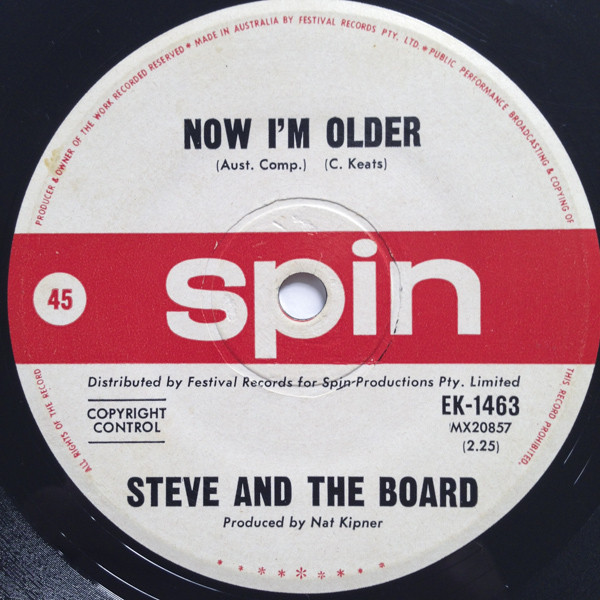 PRODUCER & OWNER OF THE WORK RECORDED RESERVED * MADE IN AUSTRALIA BY FESTIVAL RECORDS PTY. LTD. * PUBLIC PERFORMANCE BROADCASTING & COPYING OF
NOW I'M OLDER
(Aust. Comp.) (C. Keats)
45
spin
Distributed by Festival Records for Spin Productions Pty. Limited
COPYRIGHT
CONTROL
EK-1463
MX20857
(2.25)
ALL RIGHTS OF THE RECORD
THIS RECORD PROHIBITED.
STEVE AND THE BOARD
Produced by Nat Kipner